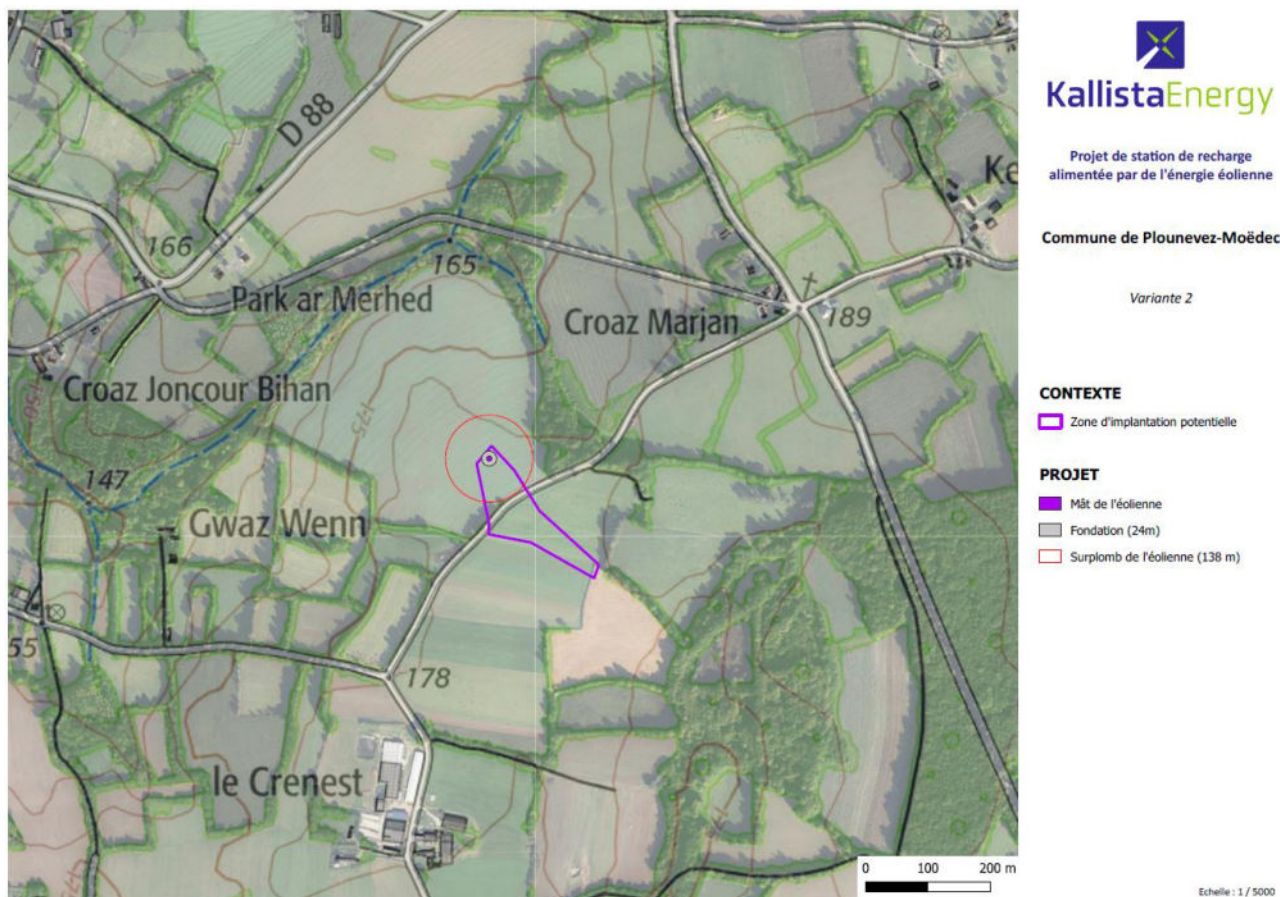 D 88
166
165
Park ar Merhed
Croaz Marjan
189
Ke
Croaz Joncour Bihan
175
147
Gwaz Wenn
55
178
le Crenest
0 100 200 m
KallistaEnergy
Projet de station de recharge
alimentée par de l'énergie éolienne
Commune de Plounevez-Moëdec
Variante 2
CONTEXTE
Zone d'implantation potentielle
PROJET
Mât de l'éolienne
Fondation (24m)
Surplomb de l'éolienne (138 m)
Echelle : 1 / 5000